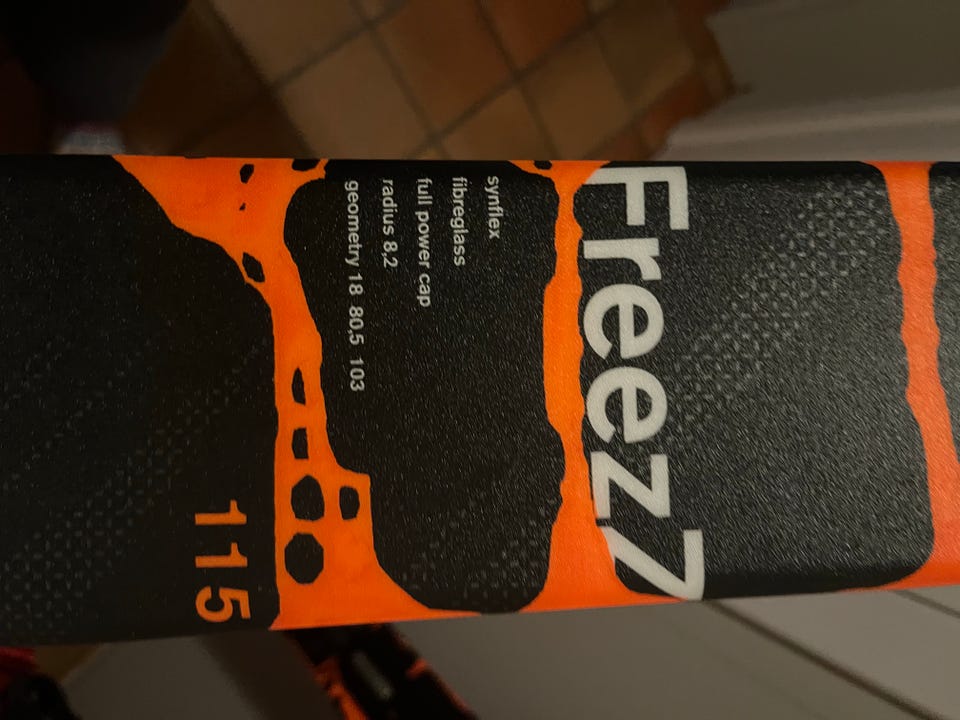 Freez7
synflex
fibreglass
full power cap
radius 8,2
geometry 18 80,5 103
115